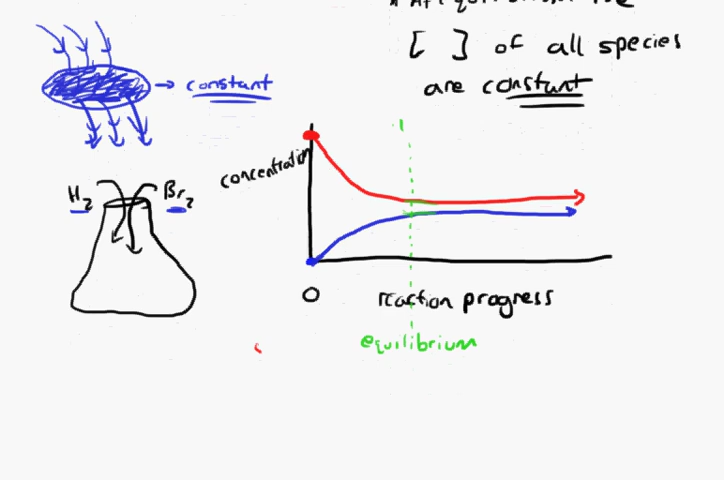 [ ] of all species
are constant
→ constant
H₂
Br₂
concentration
0
reaction progress
equilibrium